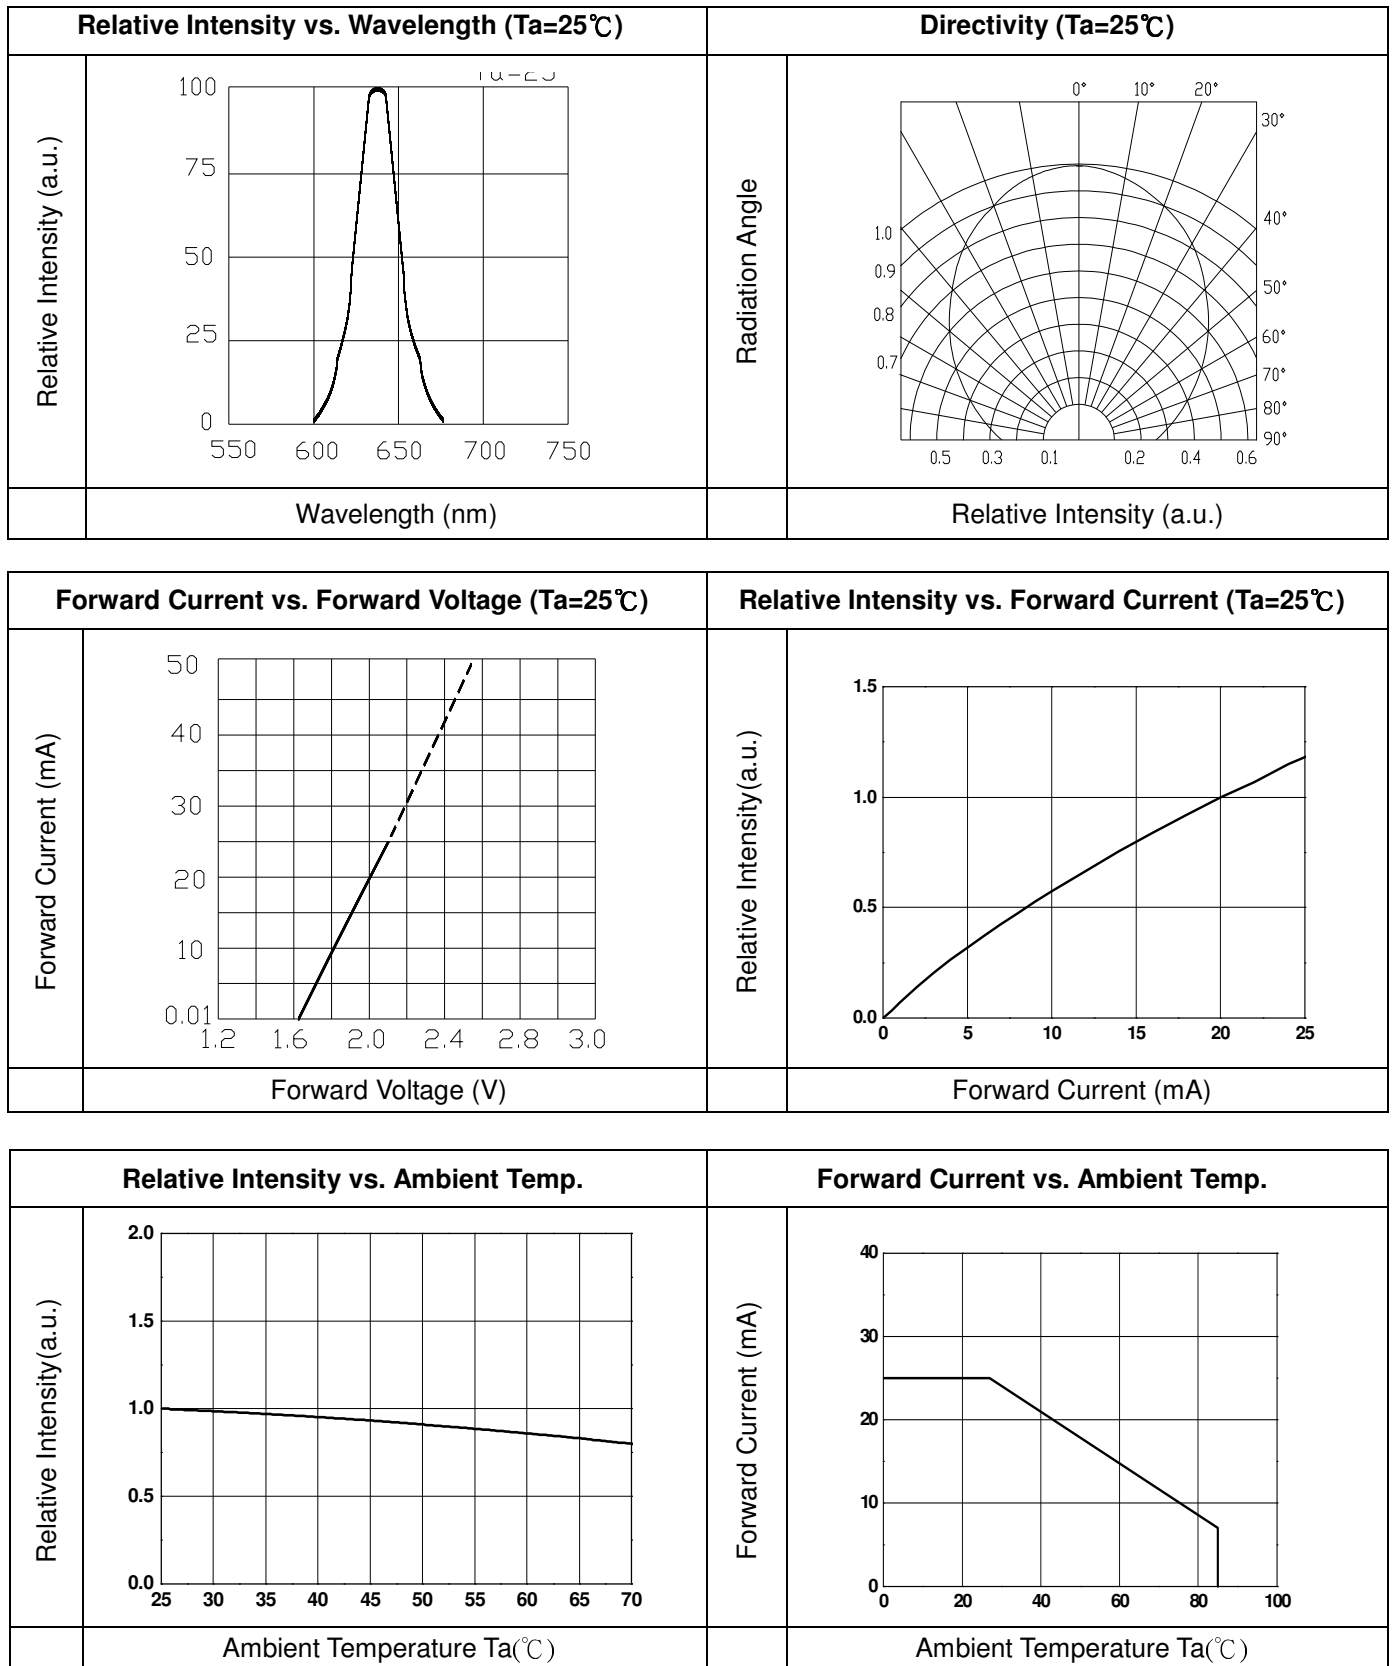 Relative Intensity vs. Wavelength (Ta=25℃)
Directivity (Ta=25℃)
Relative Intensity (a.u.)
100
75
50
25
0
550 600 650 700 750
Wavelength (nm)
Radiation Angle
0° 10° 20°
30°
40°
50°
60°
70°
80°
90°
1.0
0.9
0.8
0.7
0.5 0.3 0.1 0.2 0.4 0.6
Relative Intensity (a.u.)
Forward Current vs. Forward Voltage (Ta=25℃)
Relative Intensity vs. Forward Current (Ta=25℃)
Forward Current (mA)
50
40
30
20
10
0.01
1.2 1.6 2.0 2.4 2.8 3.0
Forward Voltage (V)
Relative Intensity(a.u.)
1.5
1.0
0.5
0.0
0 5 10 15 20 25
Forward Current (mA)
Relative Intensity vs. Ambient Temp.
Forward Current vs. Ambient Temp.
Relative Intensity(a.u.)
2.0
1.5
1.0
0.5
0.0
25 30 35 40 45 50 55 60 65 70
Ambient Temperature Ta(℃)
Forward Current (mA)
40
30
20
10
0
0 20 40 60 80 100
Ambient Temperature Ta(℃)